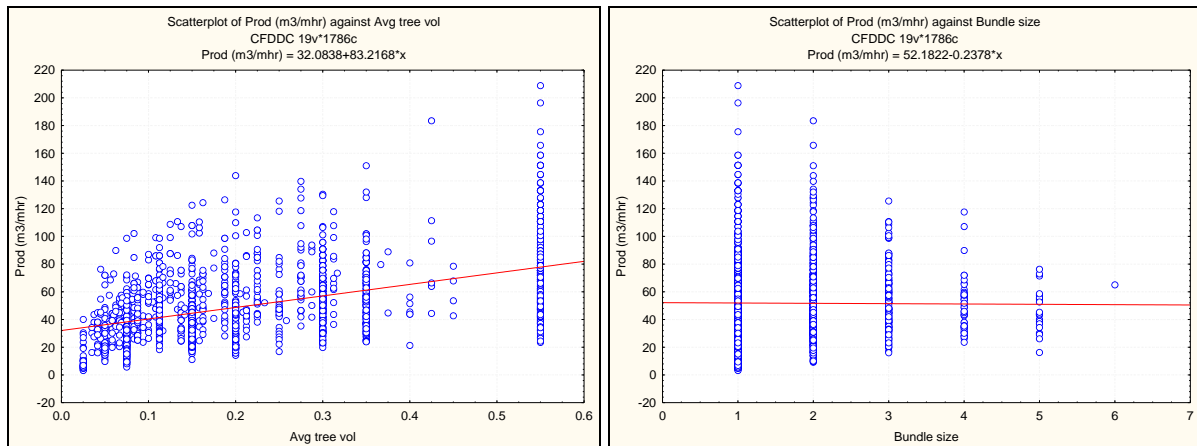 Scatterplot of Prod (m3/mhr) against Avg tree vol
CFDDC 19v*1786c
Prod (m3/mhr) = 32.0838+83.2168*x
220
200
180
160
140
120
100
80
60
40
20
0
-20
Prod (m3/mhr)
0.0 0.1 0.2 0.3 0.4 0.5 0.6
Avg tree vol
Scatterplot of Prod (m3/mhr) against Bundle size
CFDDC 19v*1786c
Prod (m3/mhr) = 52.1822-0.2378*x
220
200
180
160
140
120
100
80
60
40
20
0
-20
Prod (m3/mhr)
0 1 2 3 4 5 6 7
Bundle size